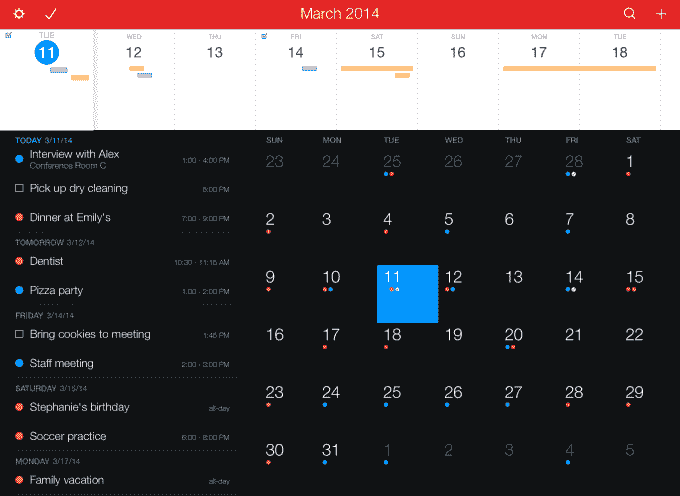 March 2014
TUE WED FRI SAT SUN MON TUE
11 12 13 14 15 16 17 18
TODAY 3/11/14
Interview with Alex 1:00 - 4:00 PM
Conference Room C
Pick up dry cleaning 6:00 PM
Dinner at Emily's 7:00 - 9:00 PM
TOMORROW 3/12/14
Dentist 10:30 - 11:15 AM
Pizza party 1:00 - 2:00 PM
FRIDAY 3/14/14
Bring cookies to meeting 1:45 PM
Staff meeting 2:00 - 3:00 PM
SATURDAY 3/15/14
Stephanie's birthday all-day
Soccer practice 6:00 - 8:00 PM
MONDAY 3/17/14
Family vacation all-day
SUN MON TUE WED THU FRI SAT
23 24 25 26 27 28 1
2 3 4 5 6 7 8
9 10 11 12 13 14 15
16 17 18 19 20 21 22
23 24 25 26 27 28 29
30 31 1 2 3 4 5